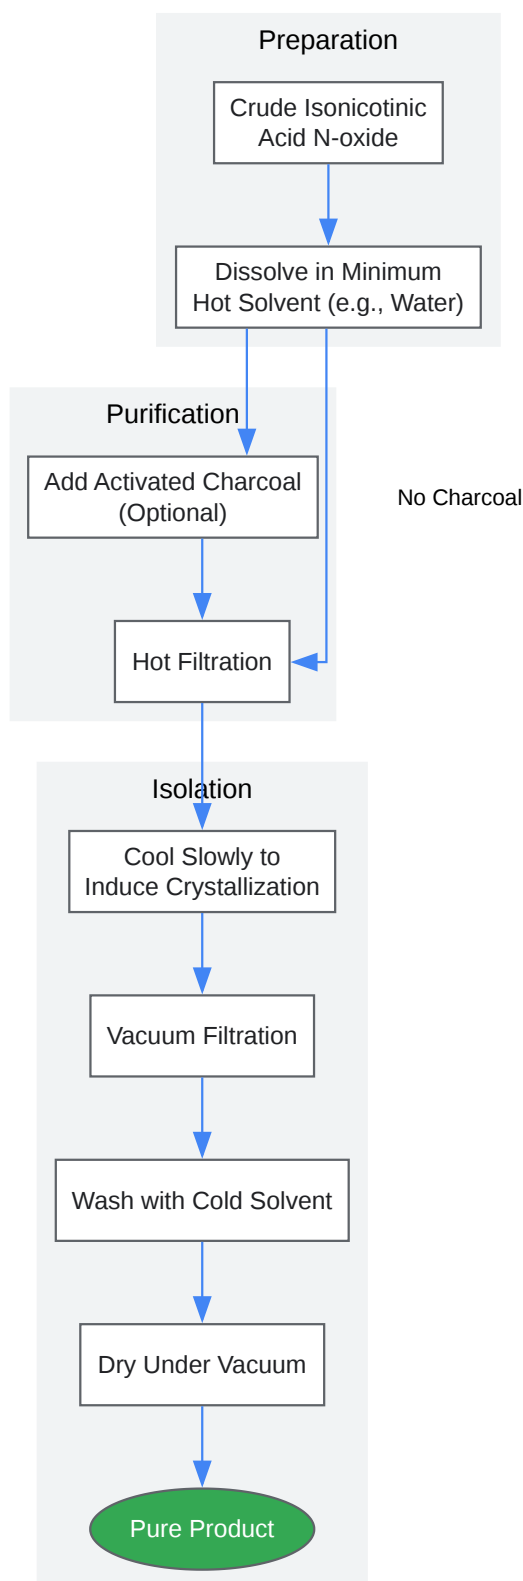 Preparation
Crude Isonicotinic
Acid N-oxide
Dissolve in Minimum
Hot Solvent (e.g., Water)
Purification
Add Activated Charcoal
(Optional)
No Charcoal
Hot Filtration
Isolation
Cool Slowly to
Induce Crystallization
Vacuum Filtration
Wash with Cold Solvent
Dry Under Vacuum
Pure Product